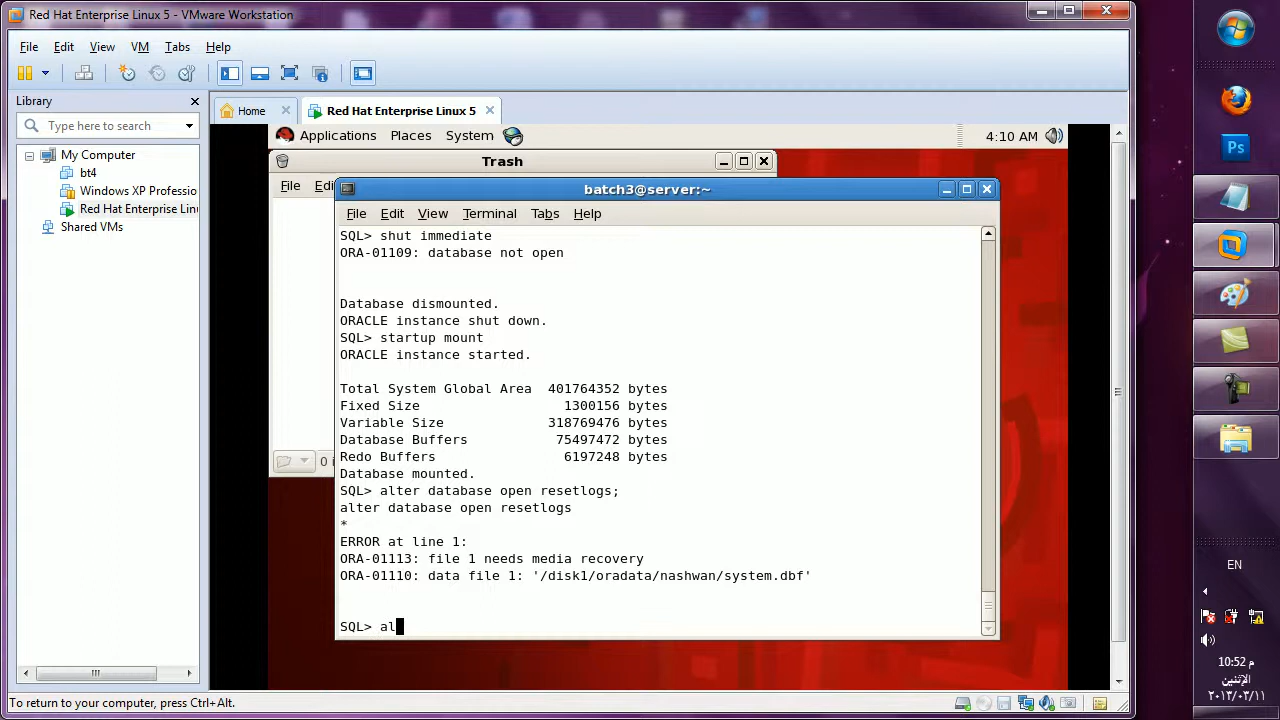 Red Hat Enterprise Linux 5 - VMware Workstation
File Edit View VM Tabs Help
Library
Type here to search
My Computer
bt4
Windows XP Professio
Red Hat Enterprise Lin
Shared VMs
Home
Red Hat Enterprise Linux 5
Applications Places System
4:10 AM
Trash
File Edi
0 i
batch3@server:~
File Edit View Terminal Tabs Help
SQL> shut immediate
ORA-01109: database not open
Database dismounted.
ORACLE instance shut down.
SQL> startup mount
ORACLE instance started.
Total System Global Area 401764352 bytes
Fixed Size 1300156 bytes
Variable Size 318769476 bytes
Database Buffers 75497472 bytes
Redo Buffers 6197248 bytes
Database mounted.
SQL> alter database open resetlogs;
alter database open resetlogs
*
ERROR at line 1:
ORA-01113: file 1 needs media recovery
ORA-01110: data file 1: '/disk1/oradata/nashwan/system.dbf'
SQL> al
To return to your computer, press Ctrl+Alt.
Ps
EN
10:52 م
الإثنين
٢٠١٣/٠٣/١١